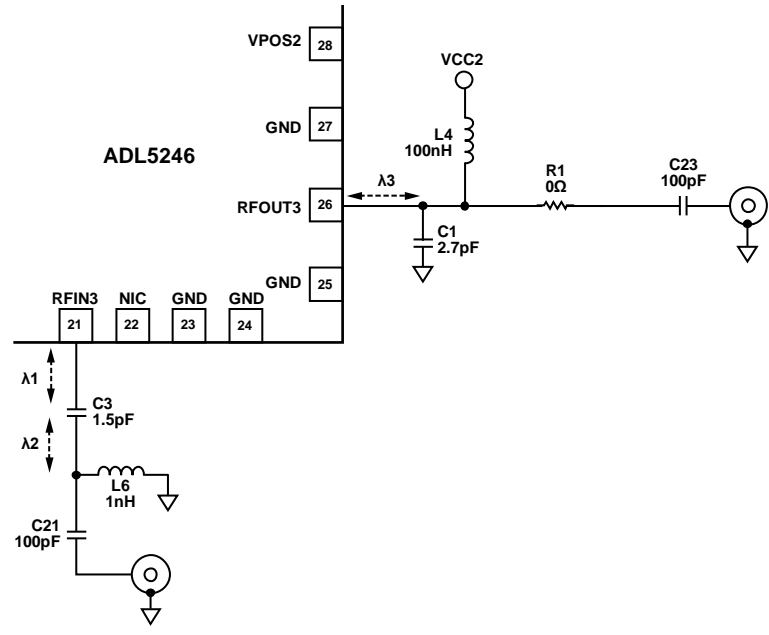 VPOS2
28
GND
27
ADL5246
RFOUT3
26
GND
25
RFIN3
NIC
GND
GND
21
22
23
24
VCC2
L4
100nH
λ3
R1
0Ω
C23
100pF
C1
2.7pF
λ1
C3
1.5pF
λ2
L6
1nH
C21
100pF